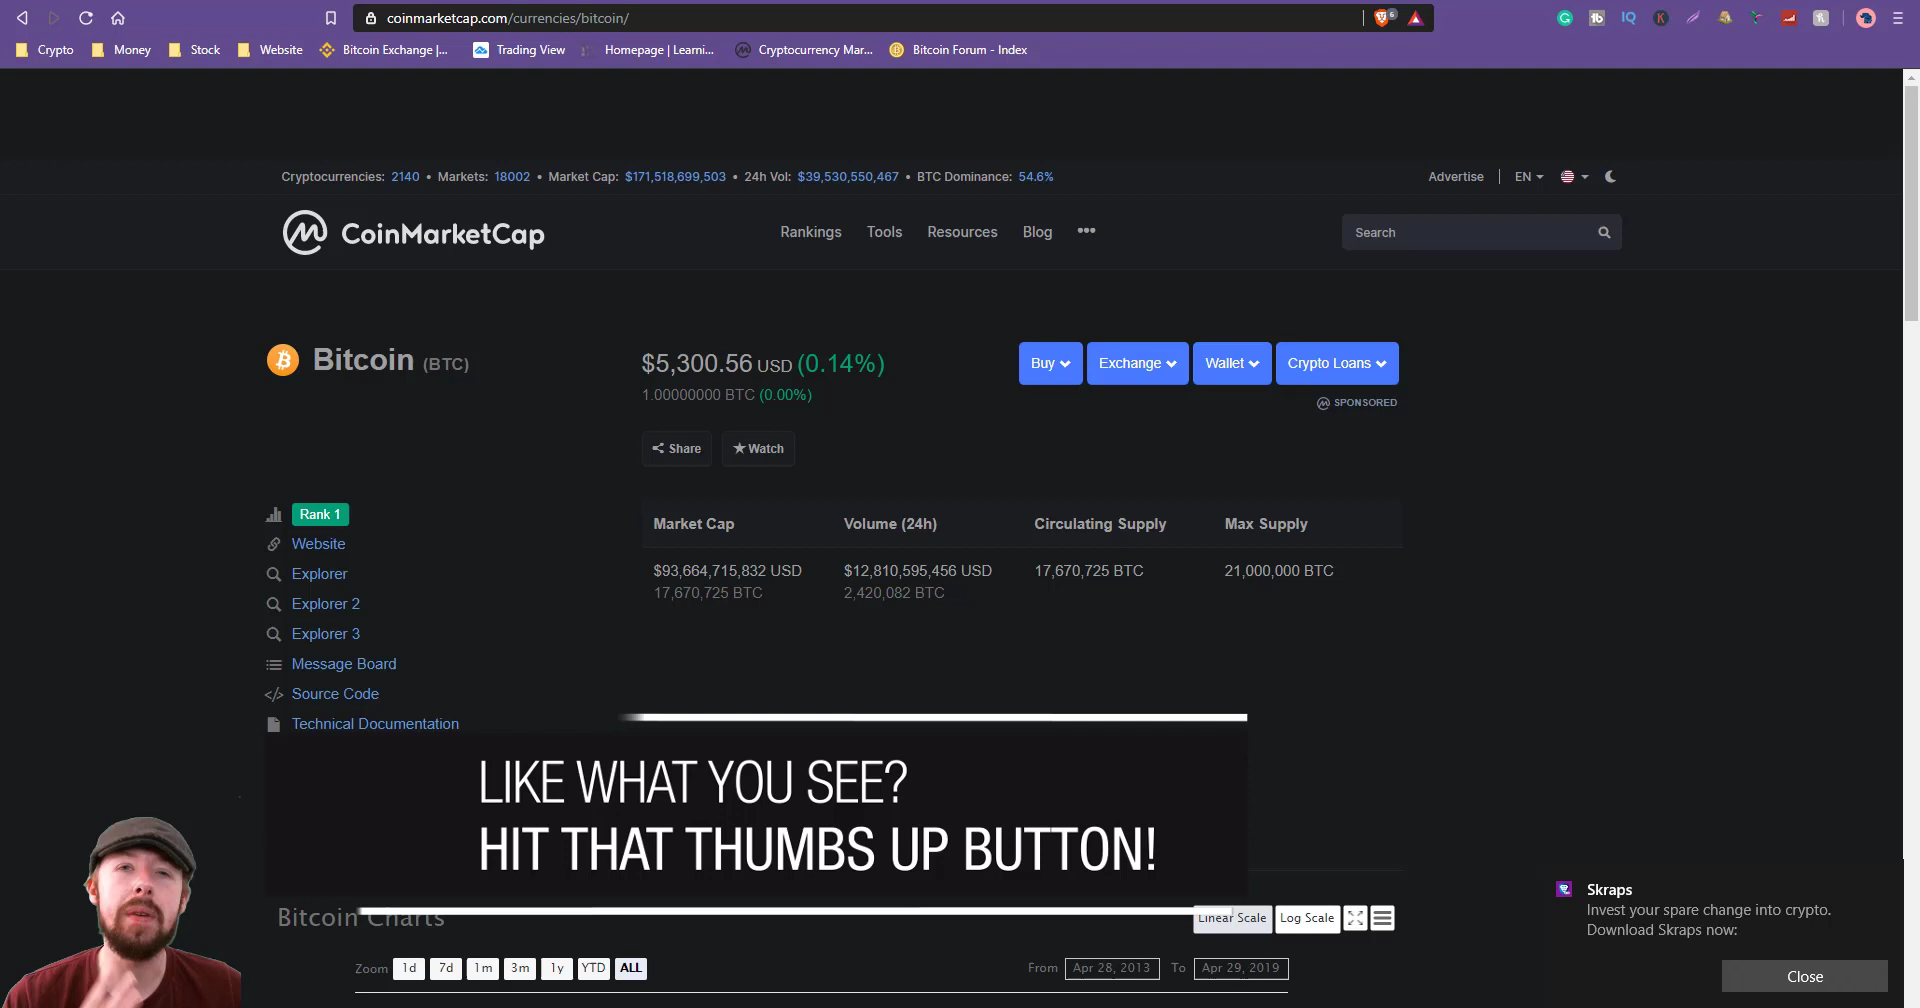 coinmarketcap.com/currencies/bitcoin/
6
tb
IQ
K
Crypto
Money
Stock
Website
Bitcoin Exchange |...
Trading View
Homepage | Learni...
Cryptocurrency Mar...
Bitcoin Forum - Index
Cryptocurrencies: 2140 • Markets: 18002 • Market Cap: $171,518,699,503 • 24h Vol: $39,530,550,467 • BTC Dominance: 54.6%
Advertise
EN
CoinMarketCap
Rankings
Tools
Resources
Blog
•••
Search
Bitcoin (BTC)
$5,300.56 USD (0.14%)
1.00000000 BTC (0.00%)
Buy
Exchange
Wallet
Crypto Loans
SPONSORED
Share
Watch
Rank 1
Website
Explorer
Explorer 2
Explorer 3
Message Board
Source Code
Technical Documentation
Market Cap
Volume (24h)
Circulating Supply
Max Supply
$93,664,715,832 USD
$12,810,595,456 USD
17,670,725 BTC
21,000,000 BTC
17,670,725 BTC
2,420,082 BTC
LIKE WHAT YOU SEE?
HIT THAT THUMBS UP BUTTON!
Bitcoin Charts
Linear Scale
Log Scale
Zoom
1d
7d
1m
3m
1y
YTD
ALL
From
Apr 28, 2013
To
Apr 29, 2019
Skraps
Invest your spare change into crypto.
Download Skraps now:
Close